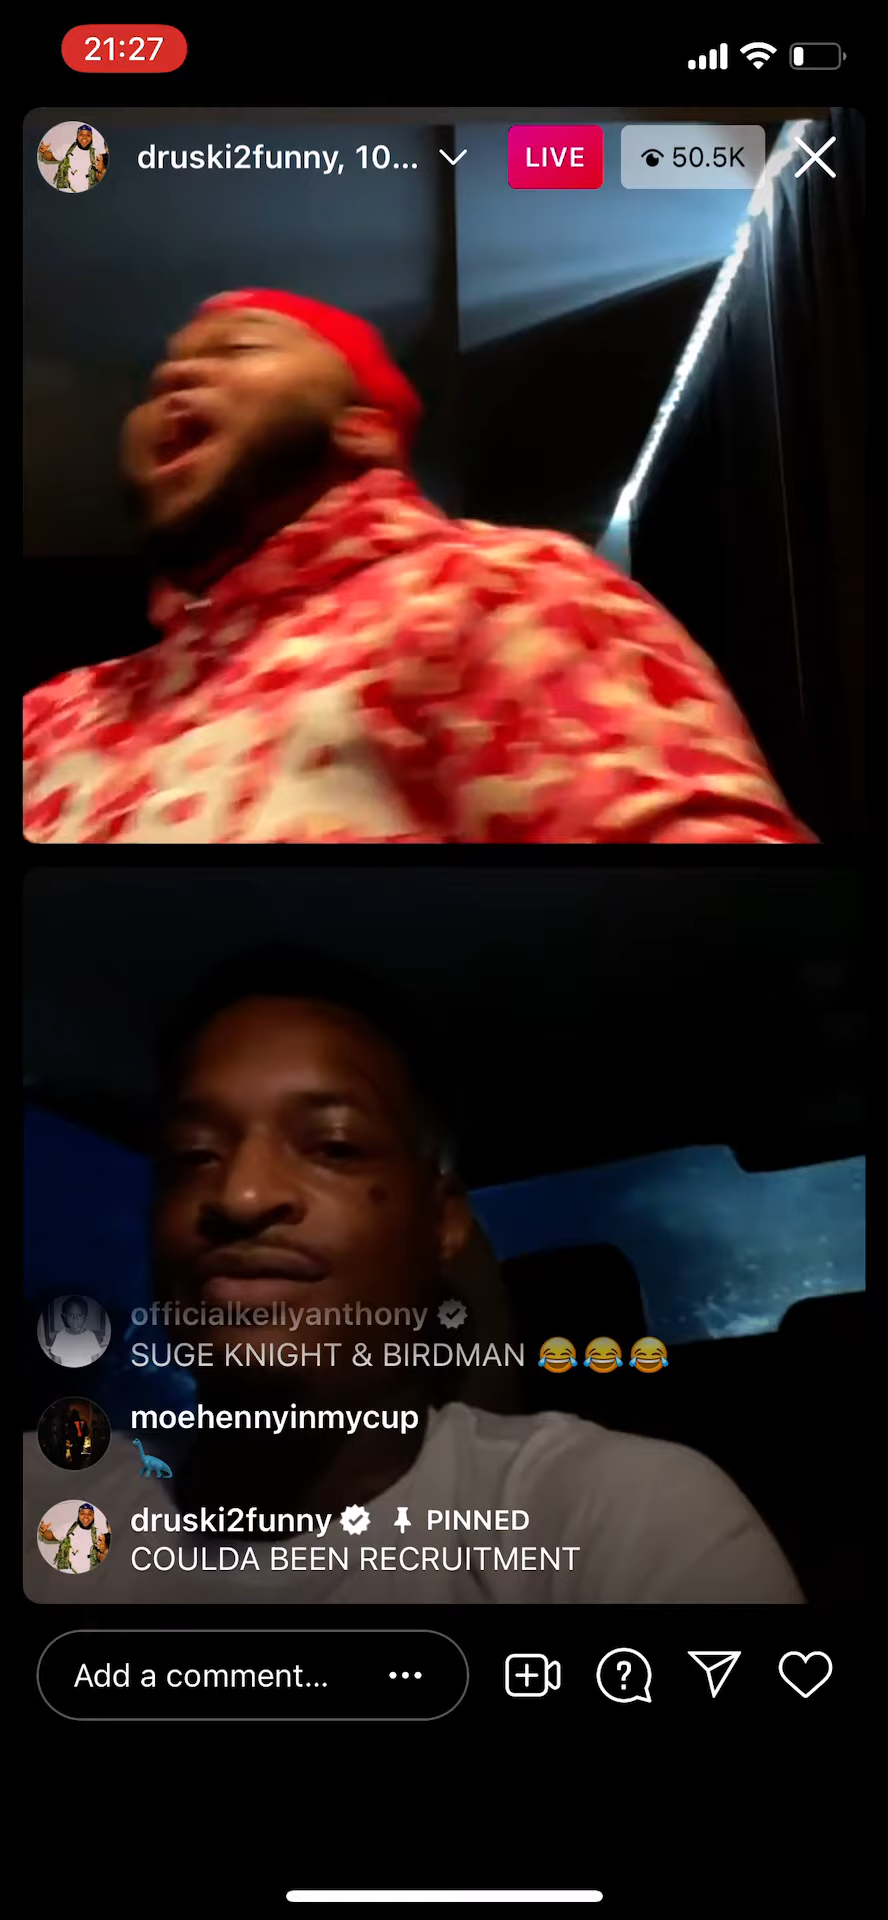 21:27
druski2funny, 10...
LIVE
50.5K
officialkellyanthony
SUGE KNIGHT & BIRDMAN 😂😂😂
moehennyinmycup
🦕
druski2funny PINNED
COULDA BEEN RECRUITMENT
Add a comment...